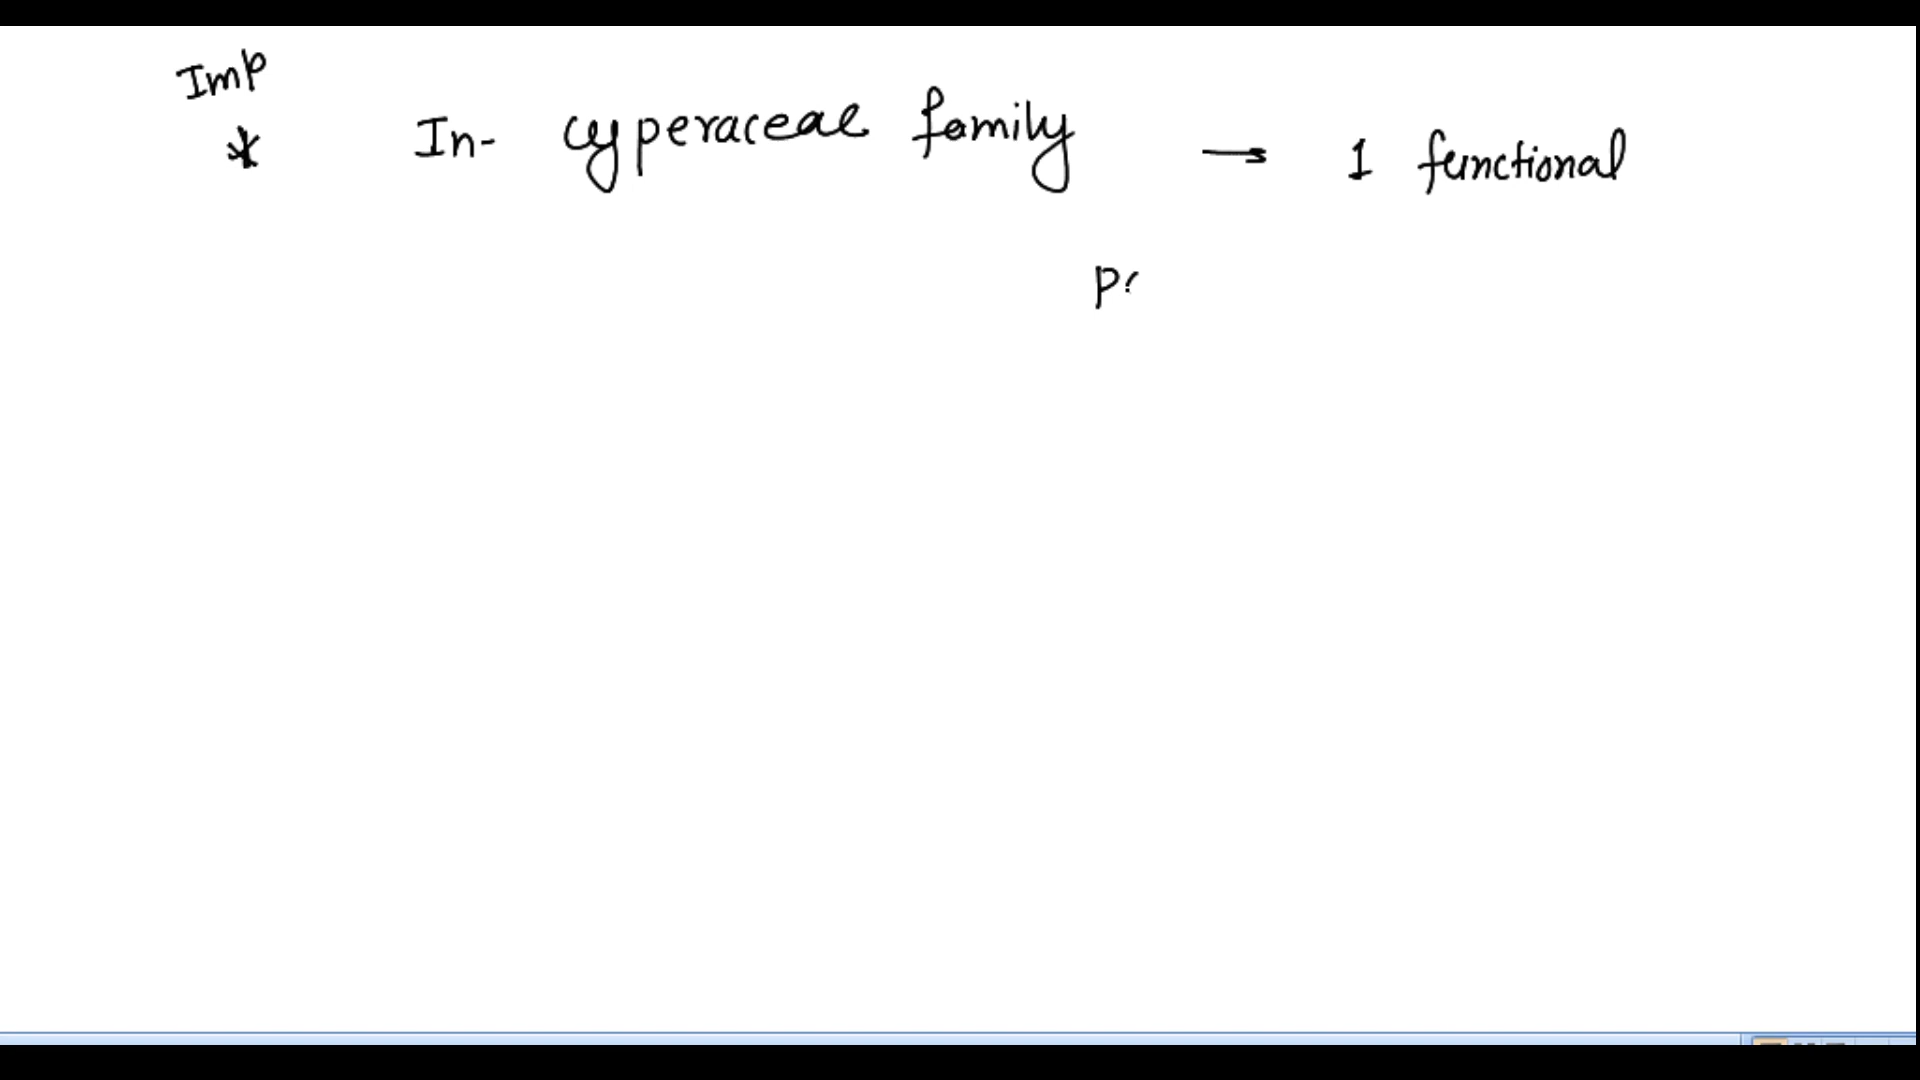 Imp
* In- cyperaceae family → 1 functional